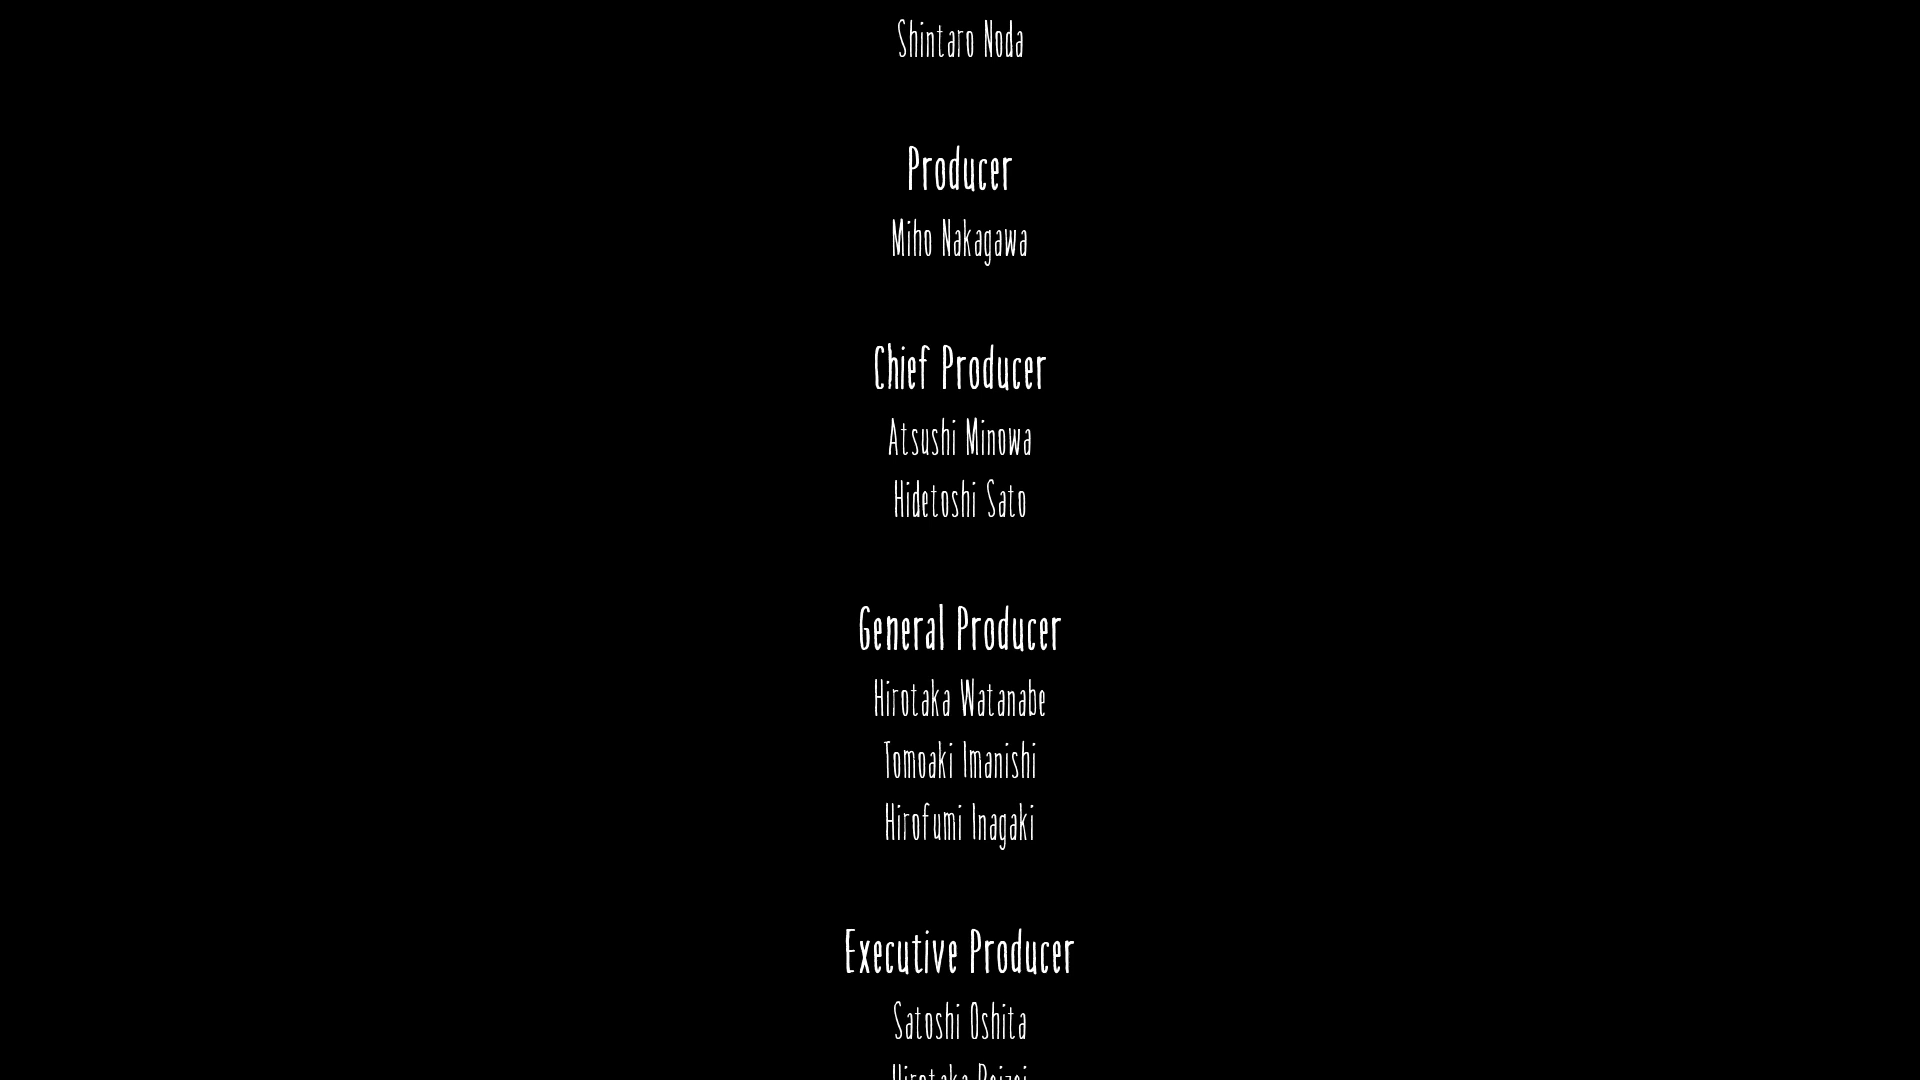 Shintaro Noda
Producer
Miho Nakagawa
Chief Producer
Atsushi Minowa
Hidetoshi Sato
General Producer
Hirotaka Watanabe
Tomoaki Imanishi
Hirofumi Inagaki
Executive Producer
Satoshi Oshita
Hirotaka